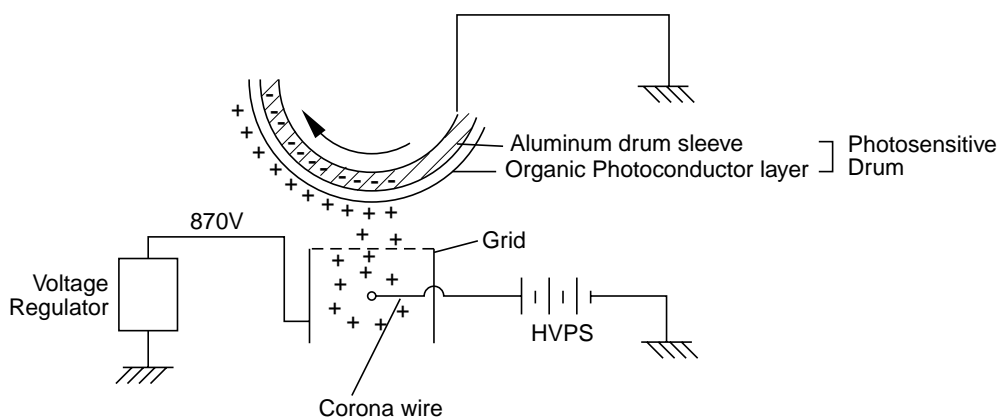 Aluminum drum sleeve
Organic Photoconductor layer
Photosensitive
Drum
870V
Grid
Voltage
Regulator
HVPS
Corona wire